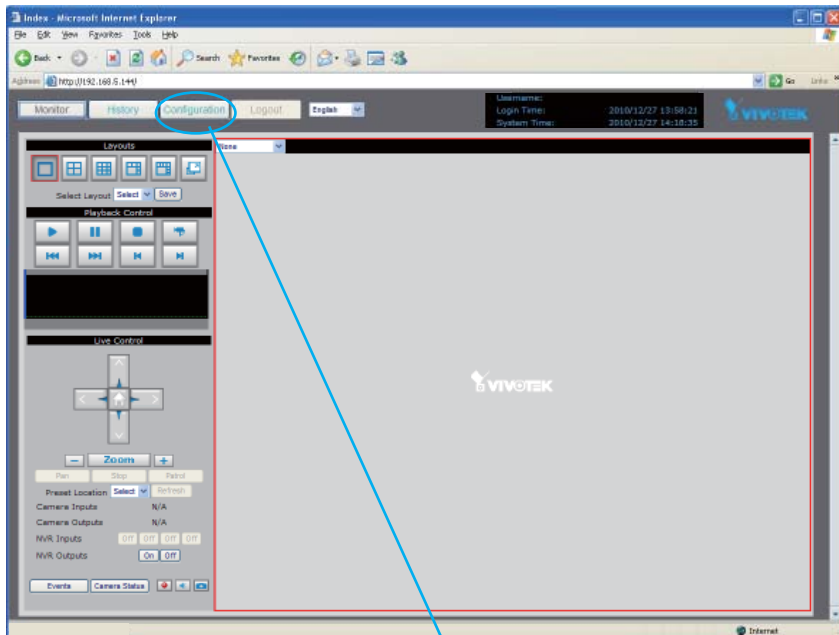 Index - Microsoft Internet Explorer
File Edit View Favorites Tools Help
Back Search Favorites
Address http://192.168.5.144/ Go Links »
Monitor History Configuration Logout English
Username:
Login Time: 2010/12/27 13:58:21
System Time: 2010/12/27 14:18:35
VIVOTEK
Layouts
None
Select Layout Select Save
Playback Control
Live Control
VIVOTEK
Zoom
Pan Stop Patrol
Preset Location Select Refresh
Camera Inputs N/A
Camera Outputs N/A
NVR Inputs Off Off Off Off
NVR Outputs On Off
Events Camera Status
Internet